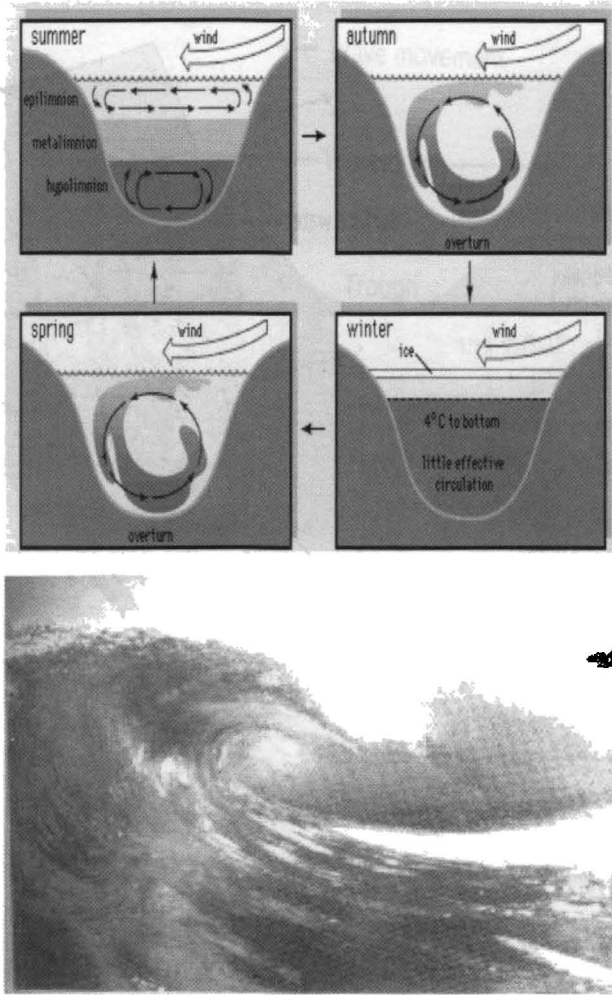 summer
wind
epilimnion
metalimnion
hypolimnion
autumn
wind
overturn
spring
wind
overturn
winter
wind
ice
4°C to bottom
little effective
circulation